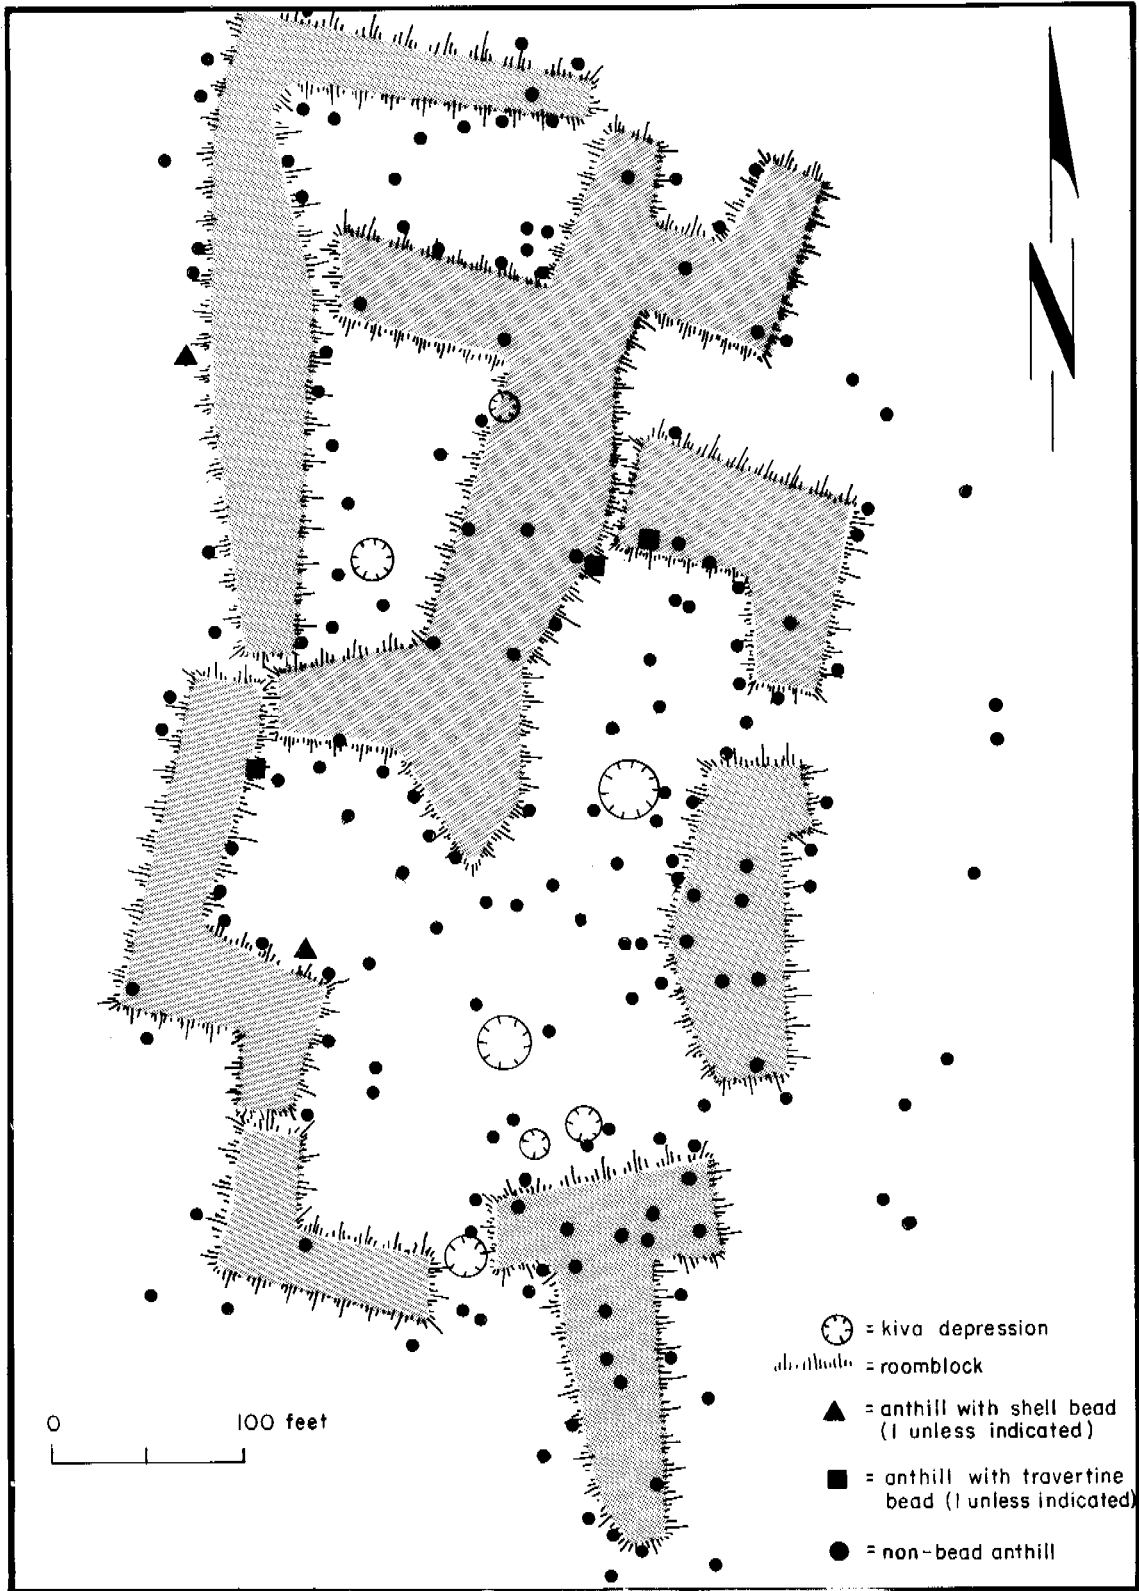 N
= kiva depression
= roomblock
= anthill with shell bead
(1 unless indicated)
= anthill with travertine
bead (1 unless indicated)
= non-bead anthill
0 100 feet